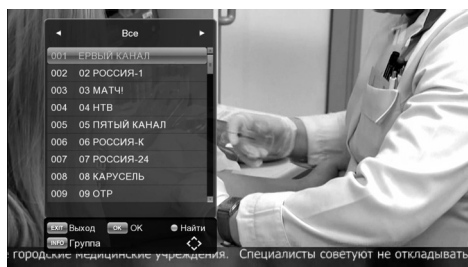 Все
001 ЕРВЫЙ КАНАЛ
002 02 РОССИЯ-1
003 03 МАТЧ!
004 04 НТВ
005 05 ПЯТЫЙ КАНАЛ
006 06 РОССИЯ-К
007 07 РОССИЯ-24
008 08 КАРУСЕЛЬ
009 09 ОТР
EXIT Выход OK OK Найти
INFO Группа
е городские медицинские учреждения. Специалисты советуют не откладывать